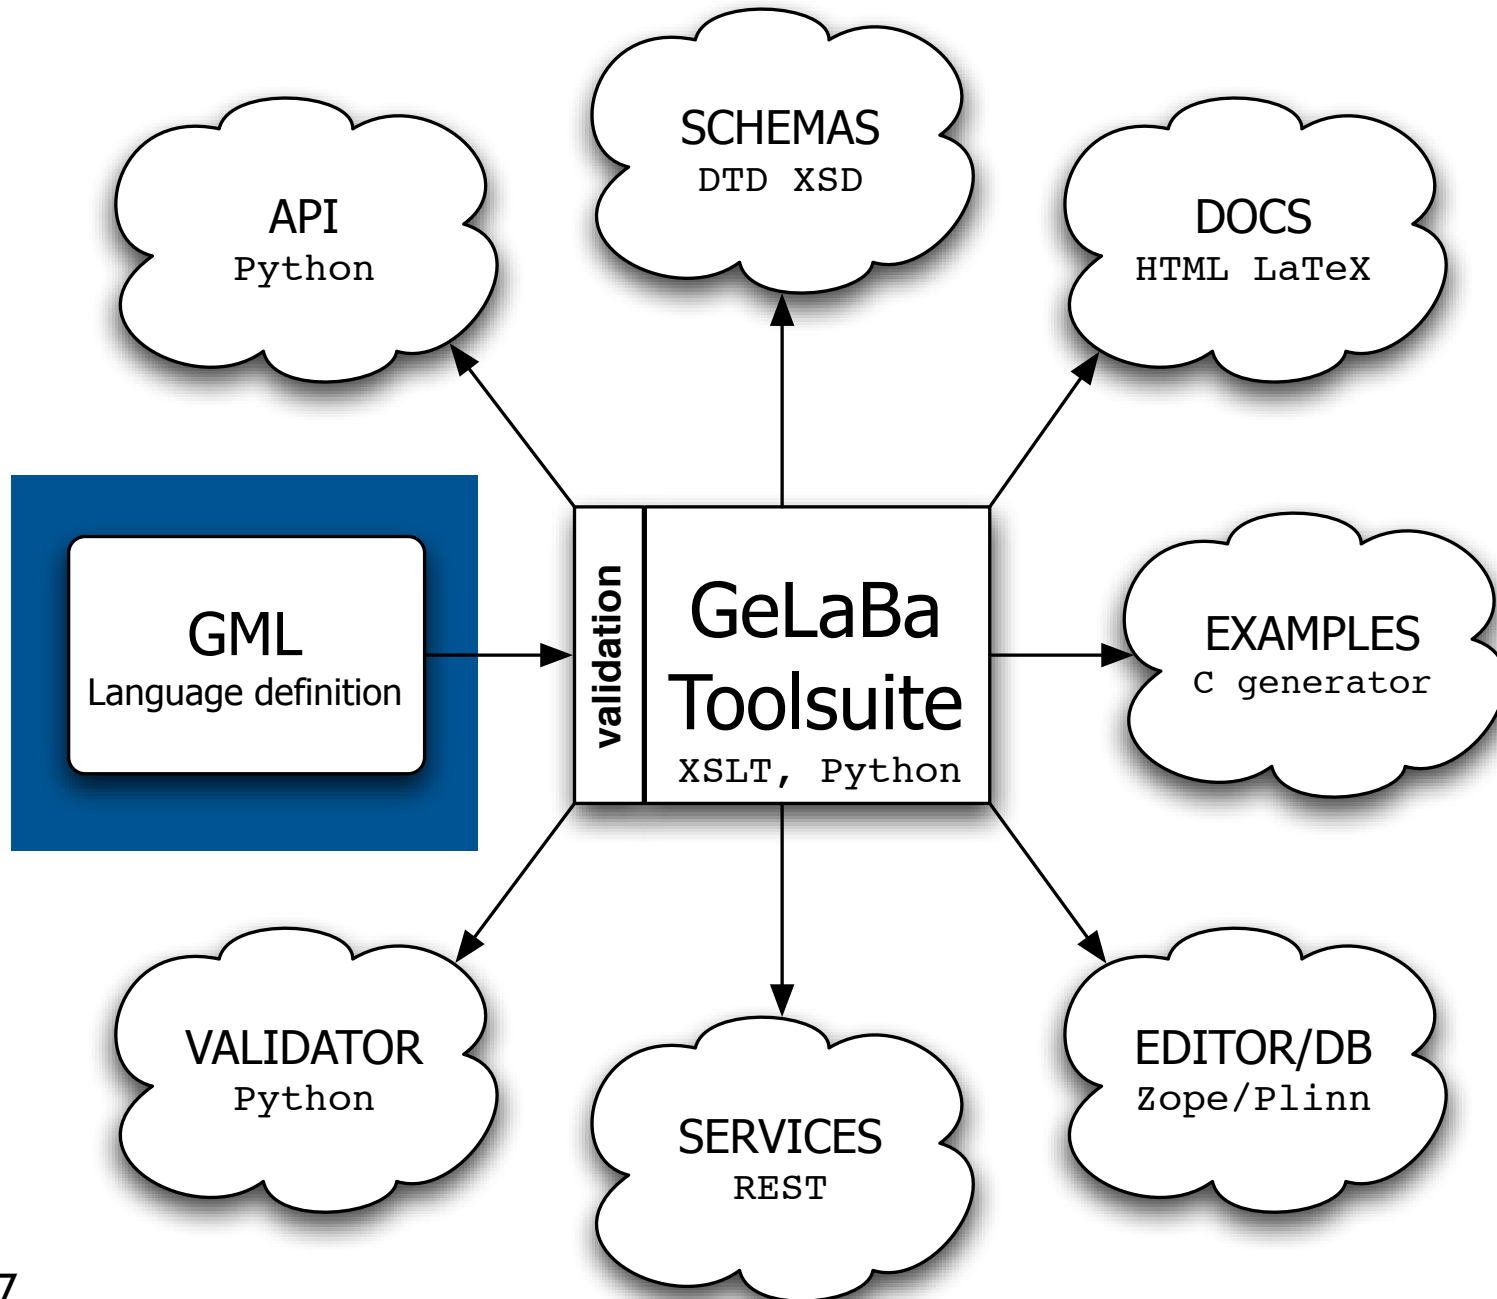 SCHEMAS
DTD XSD
API
Python
DOCS
HTML LaTeX
GML
Language definition
validation
GeLaBa
Toolsuite
XSLT, Python
EXAMPLES
C generator
VALIDATOR
Python
SERVICES
REST
EDITOR/DB
Zope/Plinn
7